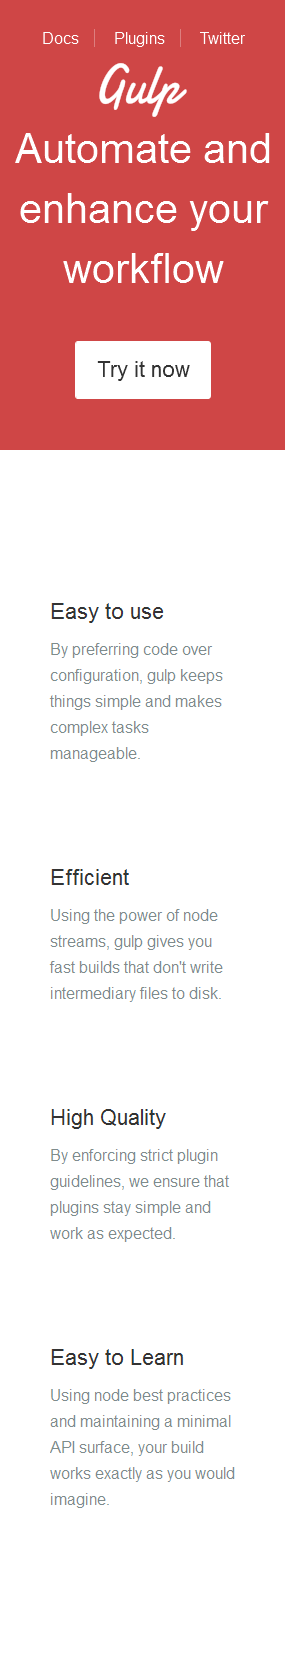 Docs Plugins Twitter
Gulp
Automate and
enhance your
workflow
Try it now
Easy to use
By preferring code over
configuration, gulp keeps
things simple and makes
complex tasks
manageable.
Efficient
Using the power of node
streams, gulp gives you
fast builds that don't write
intermediary files to disk.
High Quality
By enforcing strict plugin
guidelines, we ensure that
plugins stay simple and
work as expected.
Easy to Learn
Using node best practices
and maintaining a minimal
API surface, your build
works exactly as you would
imagine.